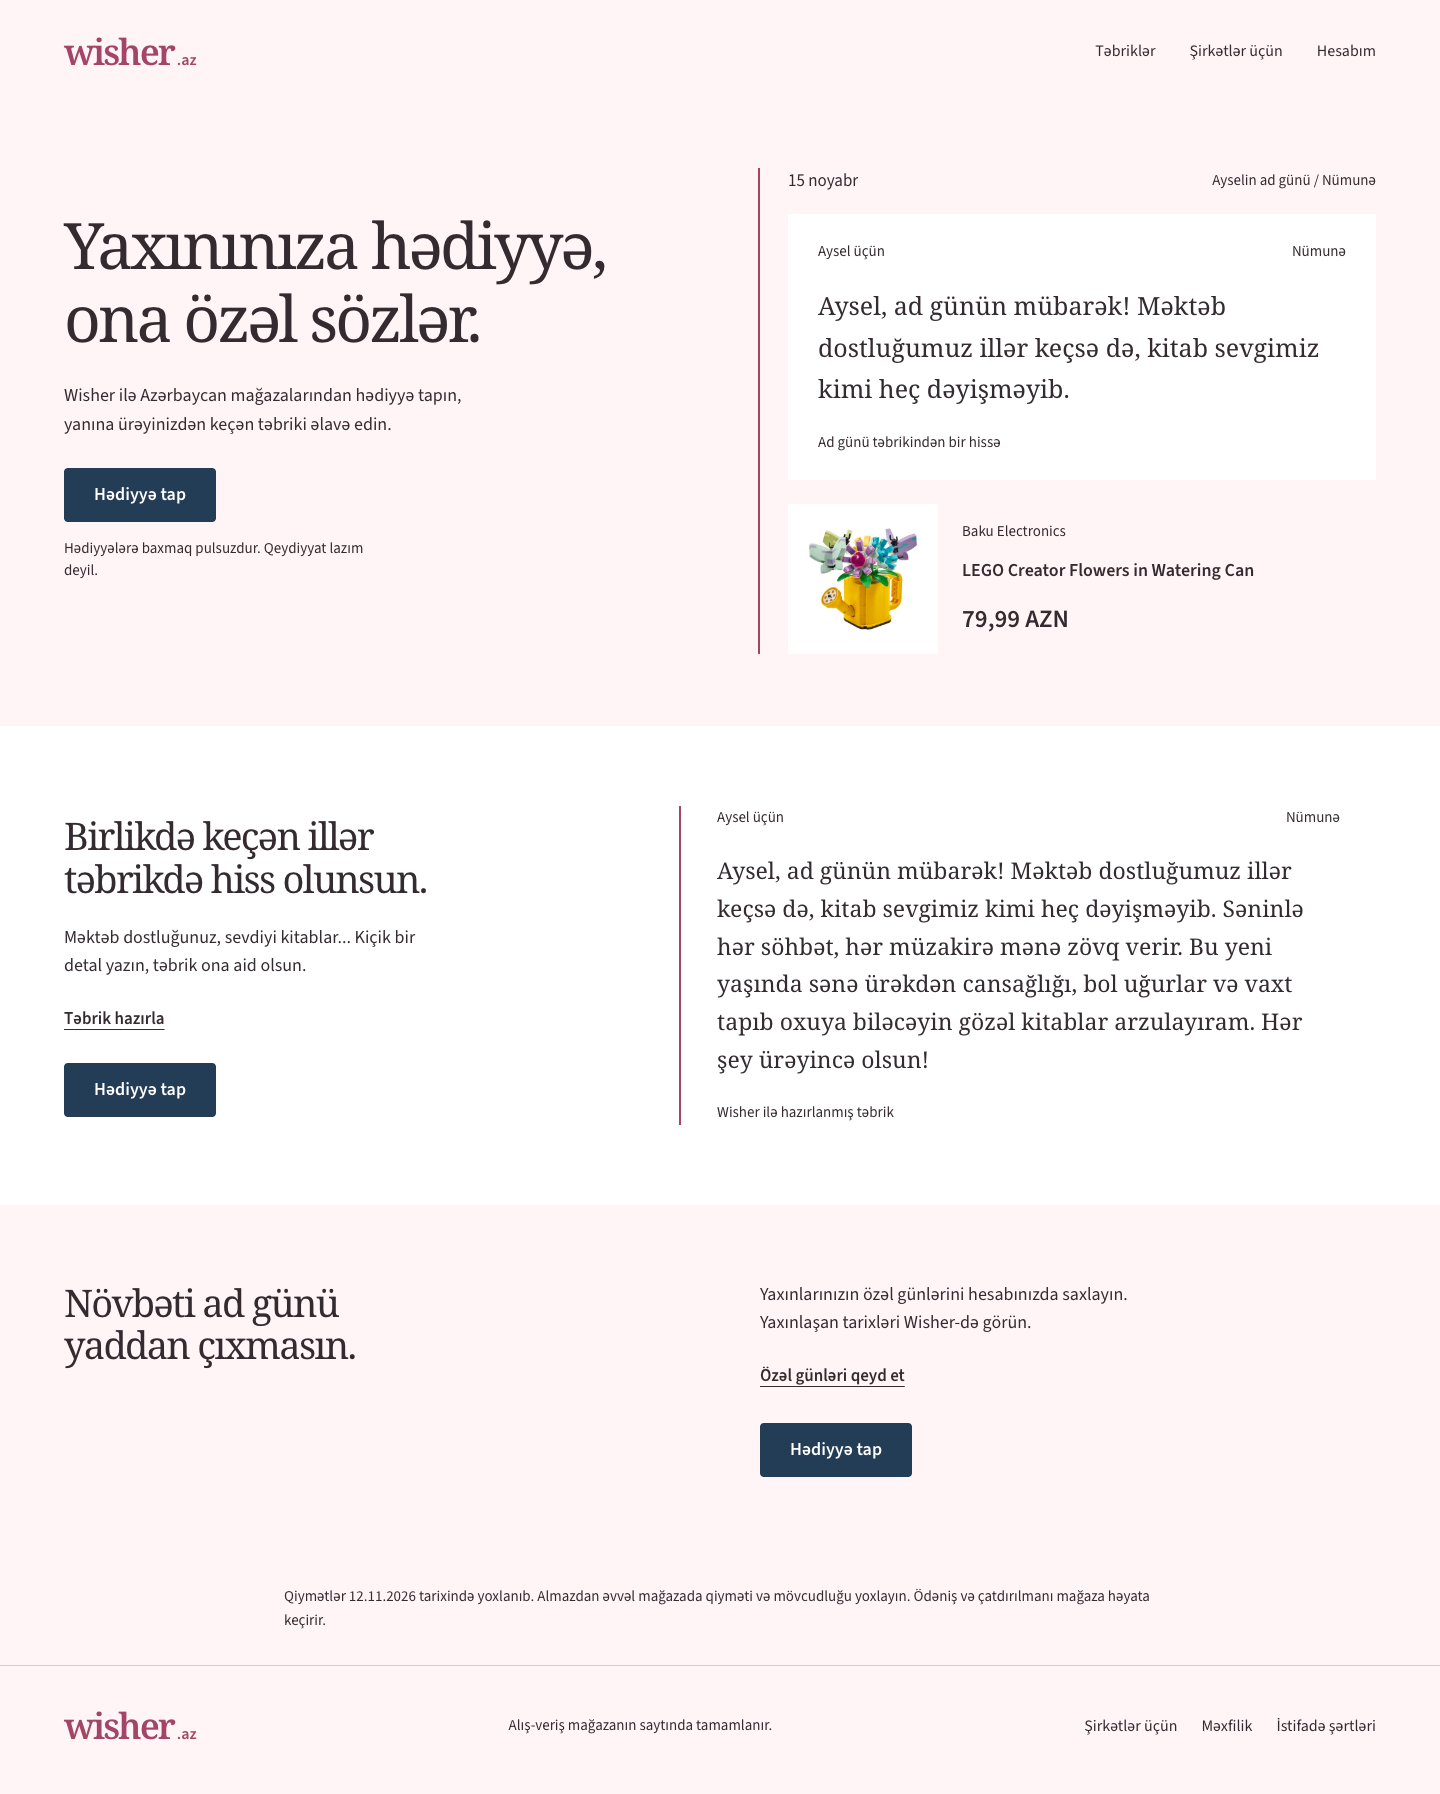 wisher.az
Təbriklər Şirkətlər üçün Hesabım
Yaxınınıza hədiyyə,
ona özəl sözlər.
Wisher ilə Azərbaycan mağazalarından hədiyyə tapın,
yanına ürəyinizdən keçən təbriki əlavə edin.
Hədiyyə tap
Hədiyyələrə baxmaq pulsuzdur. Qeydiyyat lazım
deyil.
15 noyabr
Ayselin ad günü / Nümunə
Aysel üçün
Nümunə
Aysel, ad günün mübarək! Məktəb
dostluğumuz illər keçsə də, kitab sevgimiz
kimi heç dəyişməyib.
Ad günü təbrikindən bir hissə
Baku Electronics
LEGO Creator Flowers in Watering Can
79,99 AZN
Birlikdə keçən illər
təbrikdə hiss olunsun.
Məktəb dostluğunuz, sevdiyi kitablar... Kiçik bir
detal yazın, təbrik ona aid olsun.
Təbrik hazırla
Hədiyyə tap
Aysel üçün
Nümunə
Aysel, ad günün mübarək! Məktəb dostluğumuz illər
keçsə də, kitab sevgimiz kimi heç dəyişməyib. Səninlə
hər söhbət, hər müzakirə mənə zövq verir. Bu yeni
yaşında sənə ürəkdən cansağlığı, bol uğurlar və vaxt
tapıb oxuya biləcəyin gözəl kitablar arzulayıram. Hər
şey ürəyincə olsun!
Wisher ilə hazırlanmış təbrik
Növbəti ad günü
yaddan çıxmasın.
Yaxınlarınızın özəl günlərini hesabınızda saxlayın.
Yaxınlaşan tarixləri Wisher-də görün.
Özəl günləri qeyd et
Hədiyyə tap
Qiymətlər 12.11.2026 tarixində yoxlanıb. Almazdan əvvəl mağazada qiyməti və mövcudluğu yoxlayın. Ödəniş və çatdırılmanı mağaza həyata
keçirir.
wisher.az
Alış-veriş mağazanın saytında tamamlanır.
Şirkətlər üçün Məxfilik İstifadə şərtləri